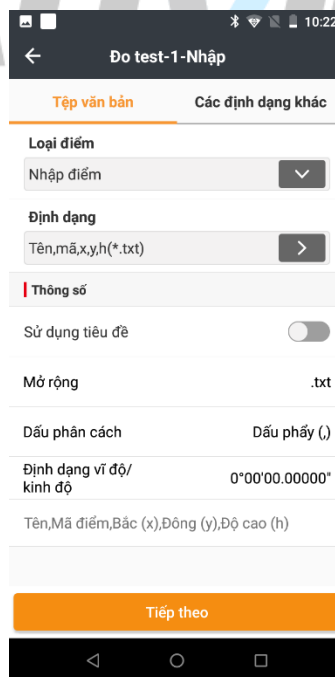 10:22
Đo test-1-Nhập
Tệp văn bản
Các định dạng khác
Loại điểm
Nhập điểm
Định dạng
Tên,mã,x,y,h(*.txt)
Thông số
Sử dụng tiêu đề
Mở rộng
.txt
Dấu phân cách
Dấu phẩy (,)
Định dạng vĩ độ/
kinh độ
0°00'00.00000"
Tên,Mã điểm,Bắc (x),Đông (y),Độ cao (h)
Tiếp theo